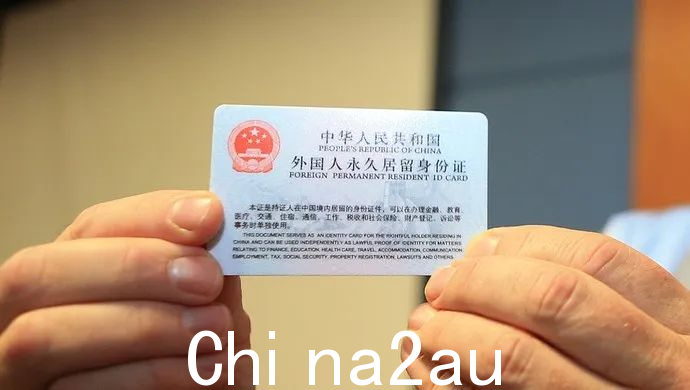 中华人民共和国
PEOPLE'S REPUBLIC OF CHINA
外国人永久居留身份证
FOREIGN PERMANENT RESIDENT ID CARD
本证是持证人在中国境内居留的身份证件，可以在办理金融、教育、
医疗、交通、住宿、通信、工作、税收和社会保险、财产登记、诉讼等
事务时单独使用。
THIS DOCUMENT SERVES AS AN IDENTITY CARD FOR THE RIGHTFUL HOLDER RESIDING IN
CHINA AND CAN BE USED INDEPENDENTLY AS LAWFUL PROOF OF IDENTITY FOR MATTERS
RELATING TO FINANCE, EDUCATION, HEALTH CARE, TRAVEL, ACCOMMODATION, COMMUNICATION
EMPLOYMENT, TAX, SOCIAL SECURITY, PROPERTY REGISTRATION, LAWSUITS AND OTHERS.
China2au